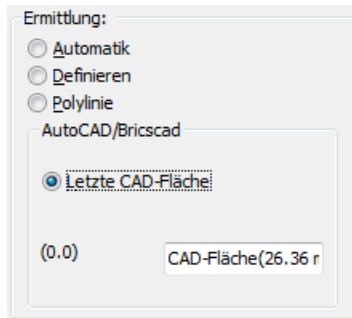 Ermittlung:
Automatik
Definieren
Polylinie
AutoCAD/Bricscad
Letzte CAD-Fläche
(0.0) CAD-Fläche(26.36 r